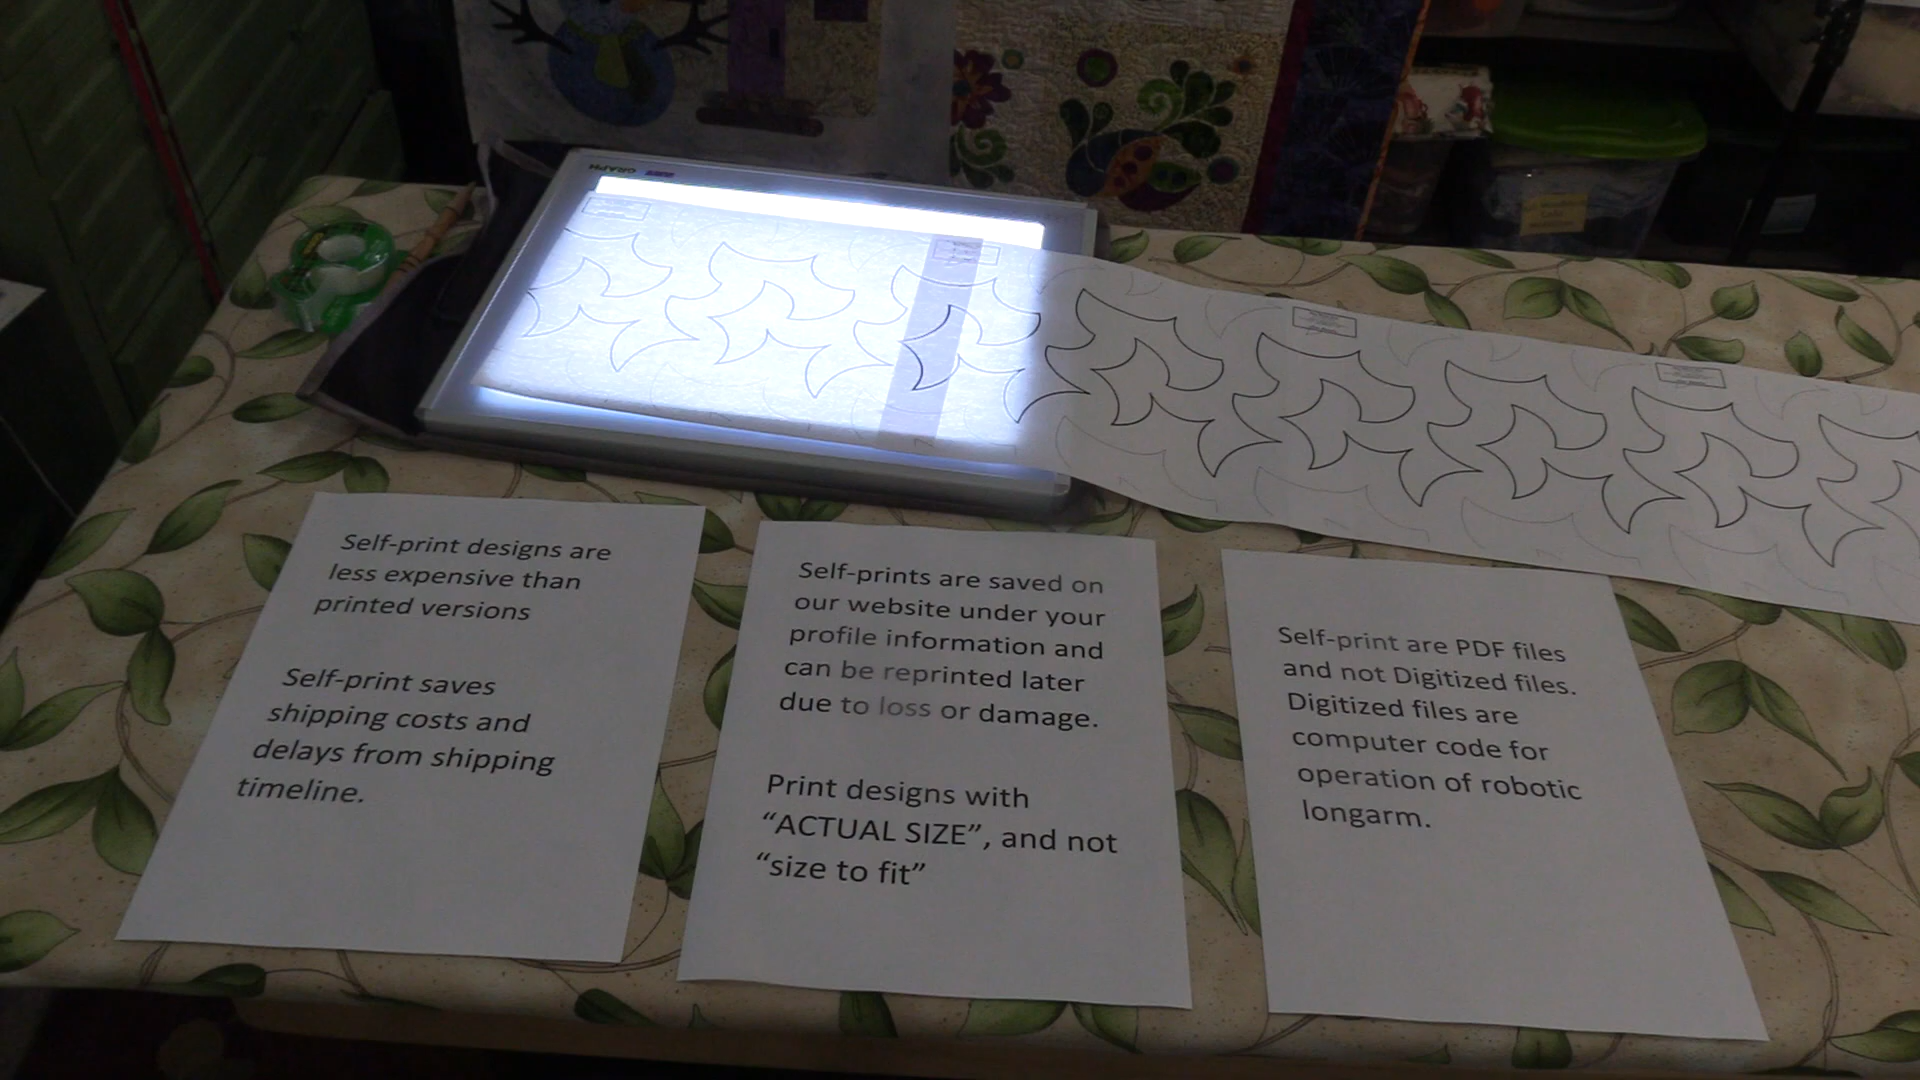 GRAPH
Self-print designs are
less expensive than
printed versions
Self-print saves
shipping costs and
delays from shipping
timeline.
Self-prints are saved on
our website under your
profile information and
can be reprinted later
due to loss or damage.
Print designs with
“ACTUAL SIZE”, and not
“size to fit”
Self-print are PDF files
and not Digitized files.
Digitized files are
computer code for
operation of robotic
longarm.